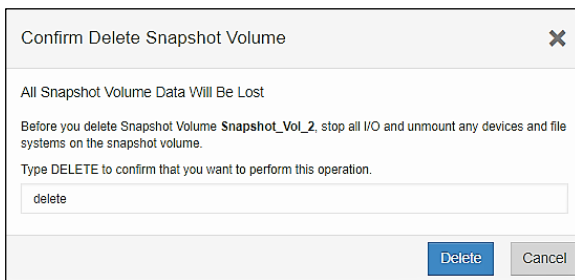 Confirm Delete Snapshot Volume
All Snapshot Volume Data Will Be Lost
Before you delete Snapshot Volume Snapshot_Vol_2, stop all I/O and unmount any devices and file
systems on the snapshot volume.
Type DELETE to confirm that you want to perform this operation.
delete
Delete Cancel